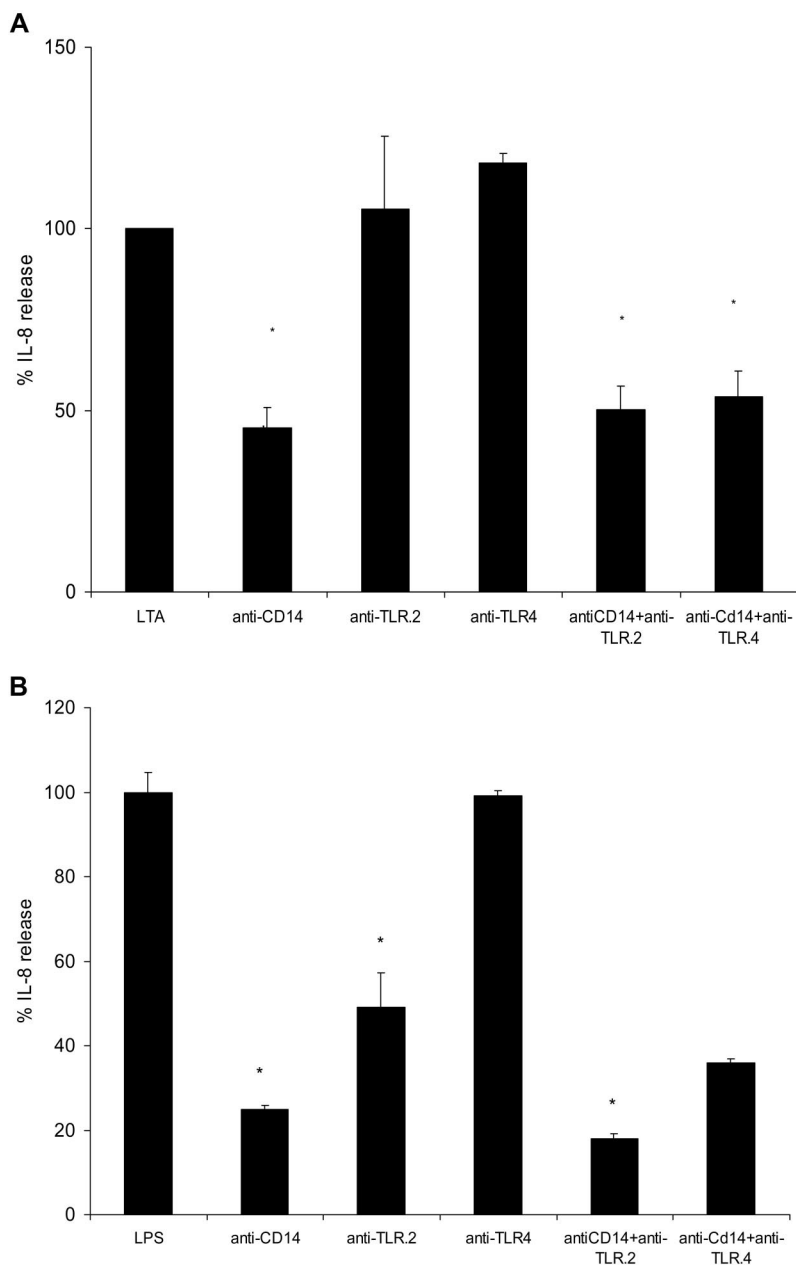 A
150
100
50
0
% IL-8 release
*
*
*
LTA
anti-CD14
anti-TLR.2
anti-TLR4
antiCD14+anti-
TLR.2
anti-Cd14+anti-
TLR.4
B
120
100
80
60
40
20
0
% IL-8 release
*
*
*
LPS
anti-CD14
anti-TLR.2
anti-TLR4
antiCD14+anti-
TLR.2
anti-Cd14+anti-
TLR.4